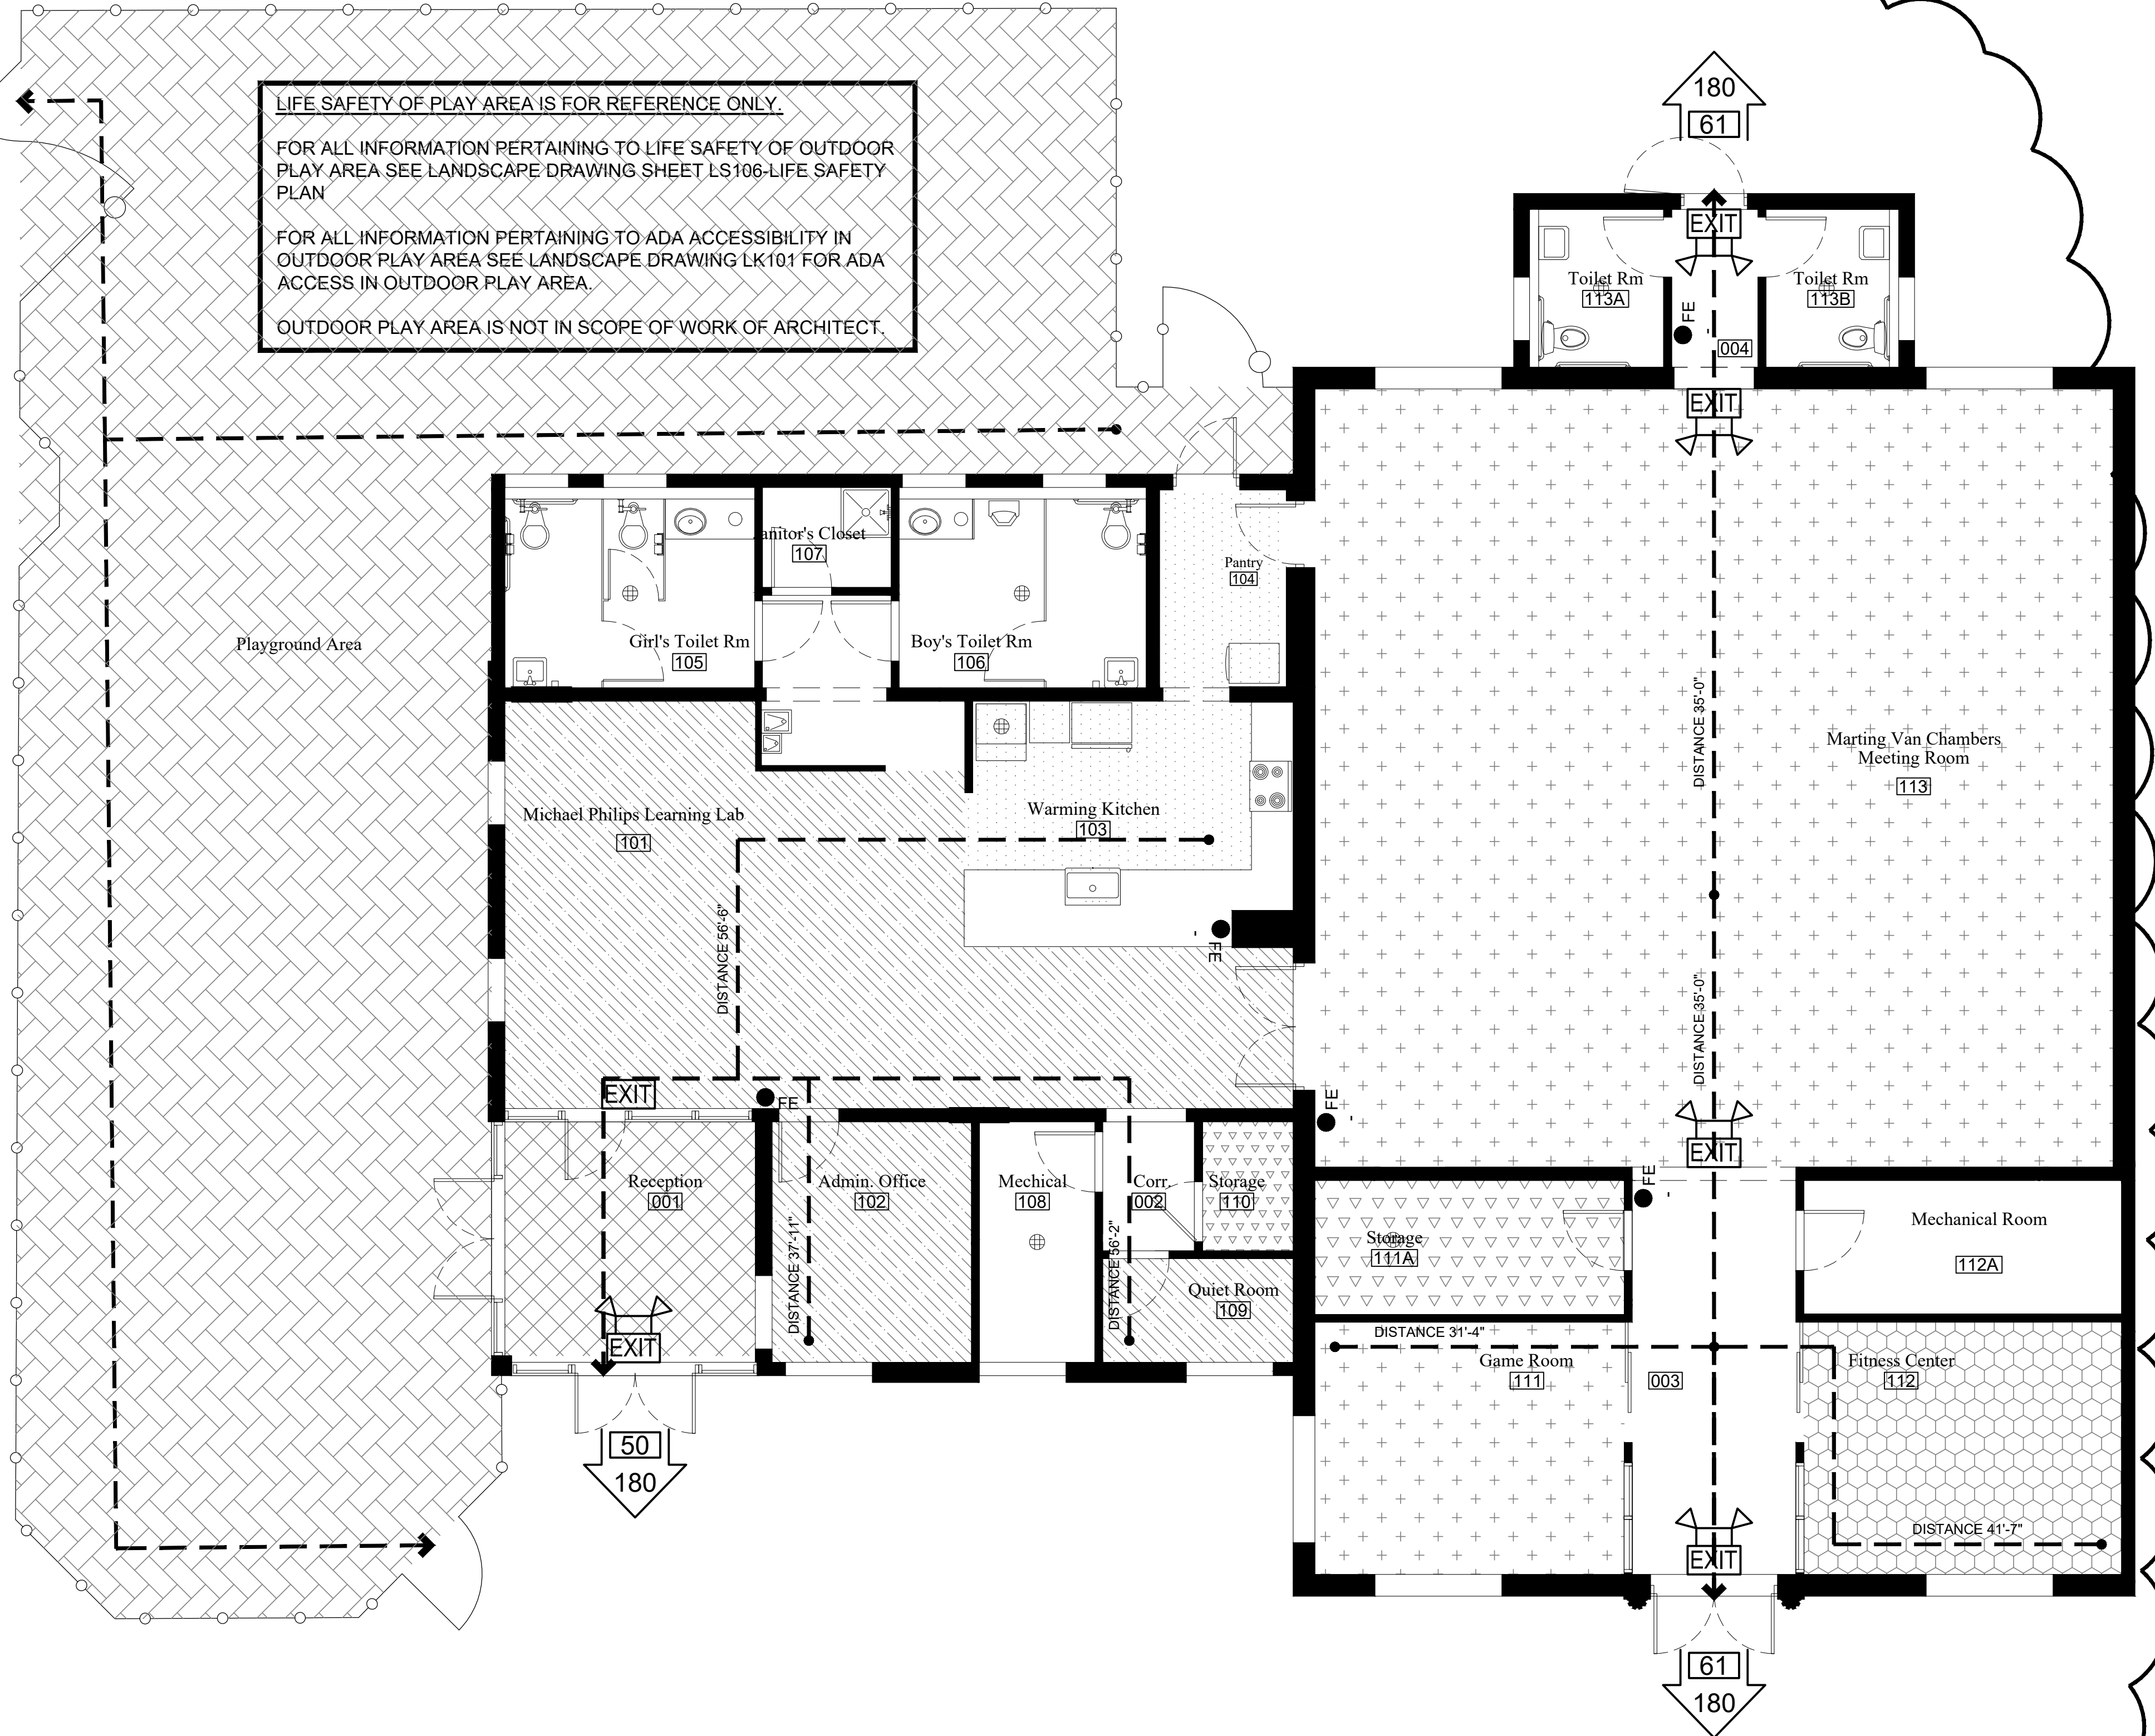 LIFE SAFETY OF PLAY AREA IS FOR REFERENCE ONLY.
FOR ALL INFORMATION PERTAINING TO LIFE SAFETY OF OUTDOOR
PLAY AREA SEE LANDSCAPE DRAWING SHEET LS106-LIFE SAFETY
PLAN
FOR ALL INFORMATION PERTAINING TO ADA ACCESSIBILITY IN
OUTDOOR PLAY AREA SEE LANDSCAPE DRAWING LK101 FOR ADA
ACCESS IN OUTDOOR PLAY AREA.
OUTDOOR PLAY AREA IS NOT IN SCOPE OF WORK OF ARCHITECT.
180
61
EXIT
Toilet Rm
113A
Toilet Rm
113B
FE
004
EXIT
anitor's Closet
107
Pantry
104
Playground Area
Girl's Toilet Rm
105
Boy's Toilet Rm
106
DISTANCE 35'-0"
Marting Van Chambers
Meeting Room
113
Michael Philips Learning Lab
101
Warming Kitchen
103
DISTANCE 56'-6"
FE
DISTANCE 35'-0"
EXIT
FE
FE
EXIT
FE
Reception
001
Admin. Office
102
Mechical
108
Corr.
002
Storage
110
DISTANCE 37'-11"
DISTANCE 56'-2"
Quiet Room
109
Storage
111A
Mechanical Room
112A
EXIT
DISTANCE 31'-4"
Game Room
111
003
Fitness Center
112
50
180
DISTANCE 41'-7"
EXIT
61
180